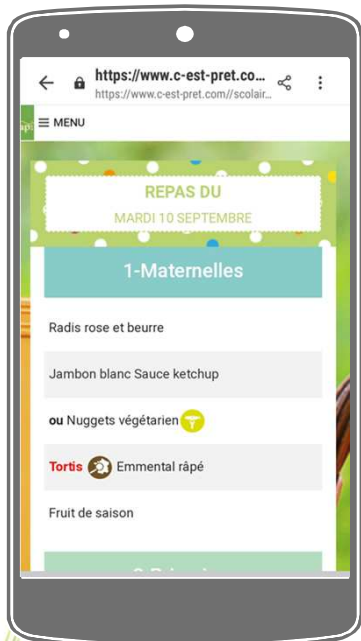 https://www.c-est-pret.co...
https://www.c-est-pret.com//scolair...
MENU
REPAS DU
MARDI 10 SEPTEMBRE
1-Maternelles
Radis rose et beurre
Jambon blanc Sauce ketchup
ou Nuggets végétarien
Tortis Emmental râpé
Fruit de saison